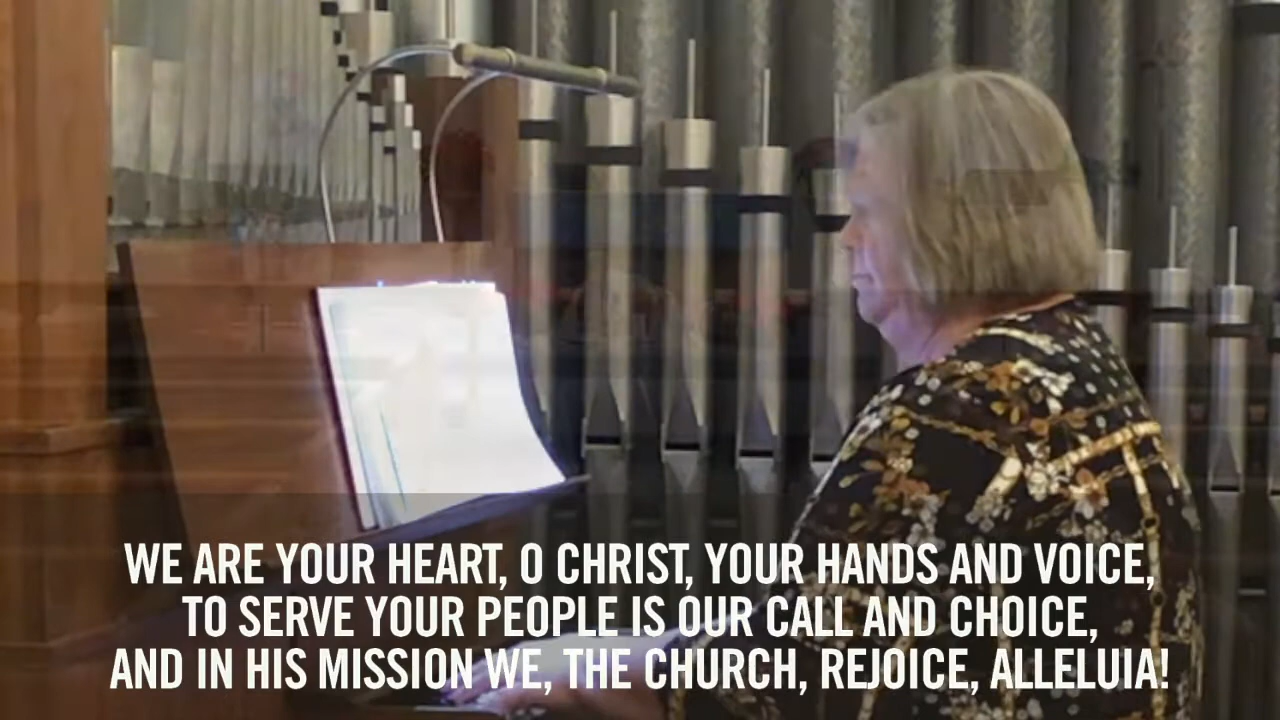 WE ARE YOUR HEART, O CHRIST, YOUR HANDS AND VOICE,
TO SERVE YOUR PEOPLE IS OUR CALL AND CHOICE,
AND IN HIS MISSION WE, THE CHURCH, REJOICE, ALLELUIA!